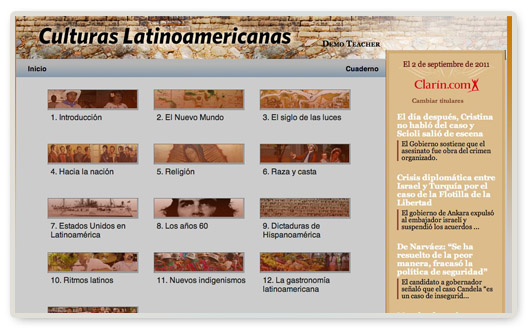 Culturas Latinoamericanas
DEMO TEACHER
Inicio
Cuaderno
1. Introducción
2. El Nuevo Mundo
3. El siglo de las luces
4. Hacia la nación
5. Religión
6. Raza y casta
7. Estados Unidos en
Latinoamérica
8. Los años 60
9. Dictaduras de
Hispanoamérica
10. Ritmos latinos
11. Nuevos indigenismos
12. La gastronomía
latinoamericana
El 2 de septiembre de 2011
Clarín.com
Cambiar titulares
El día después, Cristina
no habló del caso y
Scioli salió de escena
El Gobierno sostiene que el
asesinato fue obra del crimen
organizado.
Crisis diplomática entre
Israel y Turquía por el
caso de la Flotilla de la
Libertad
El gobierno de Ankara expulsó
al embajador israelí y
suspendió los acuerdos ...
De Narváez: “Se ha
resuelto de la peor
manera, fracasó la
política de seguridad”
El candidato a gobernador
señaló que el caso Candela “es
un caso de insegurid...